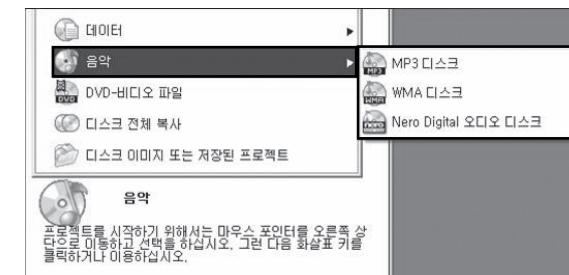 데이터
음악
DVD-비디오 파일
디스크 전체 복사
디스크 이미지 또는 저장된 프로젝트
MP3 디스크
WMA 디스크
Nero Digital 오디오 디스크
음악
프로젝트를 시작하기 위해서는 마우스 포인터를 오른쪽 상
단으로 이동하고 선택을 하십시오. 그런 다음 화살표 키를
클릭하거나 이용하십시오.